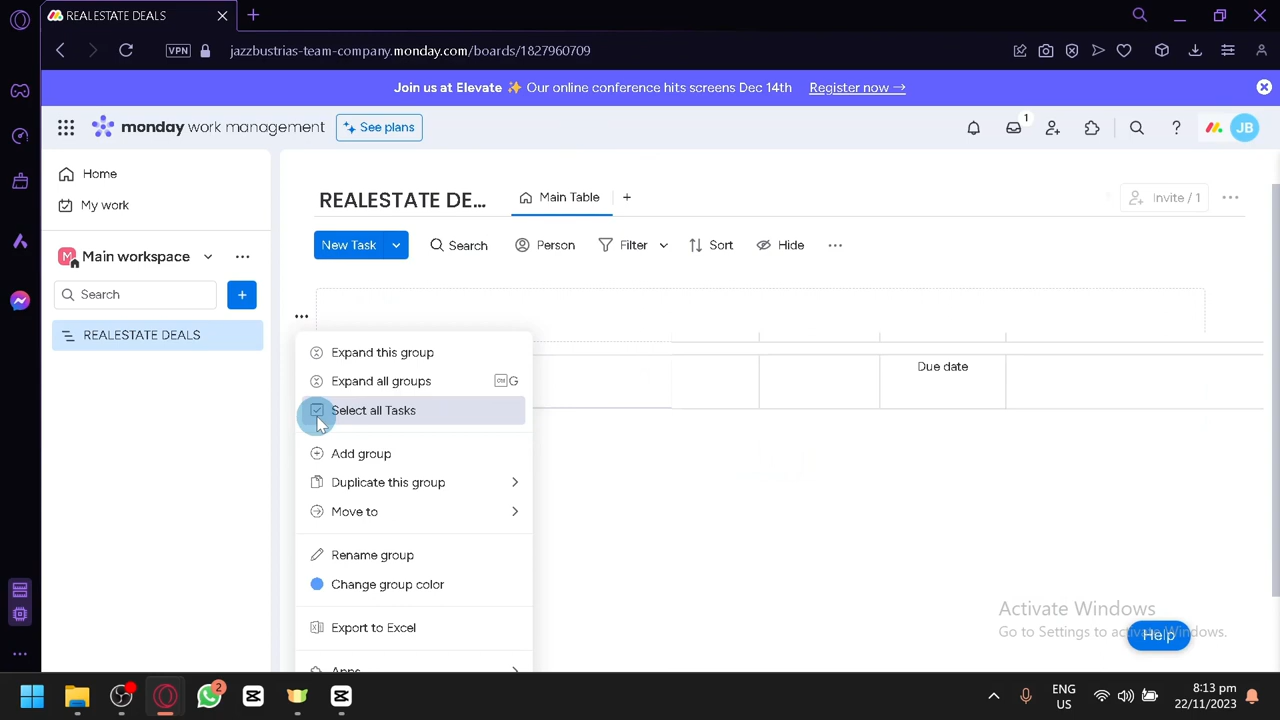 REALESTATE DEALS
VPN
jazzbustrias-team-company.monday.com/boards/1827960709
Join us at Elevate ✨ Our online conference hits screens Dec 14th Register now →
monday work management
See plans
1
JB
Home
My work
M
Main workspace
Search
REALESTATE DEALS
REALESTATE DE...
Main Table
Invite / 1
New Task
Search
Person
Filter
Sort
Hide
Expand this group
Expand all groups
Ctrl G
Select all Tasks
Add group
Duplicate this group
Move to
Rename group
Change group color
Export to Excel
Apps
Due date
Activate Windows
Go to Settings to activate Windows.
Help
2
ENG
US
8:13 pm
22/11/2023